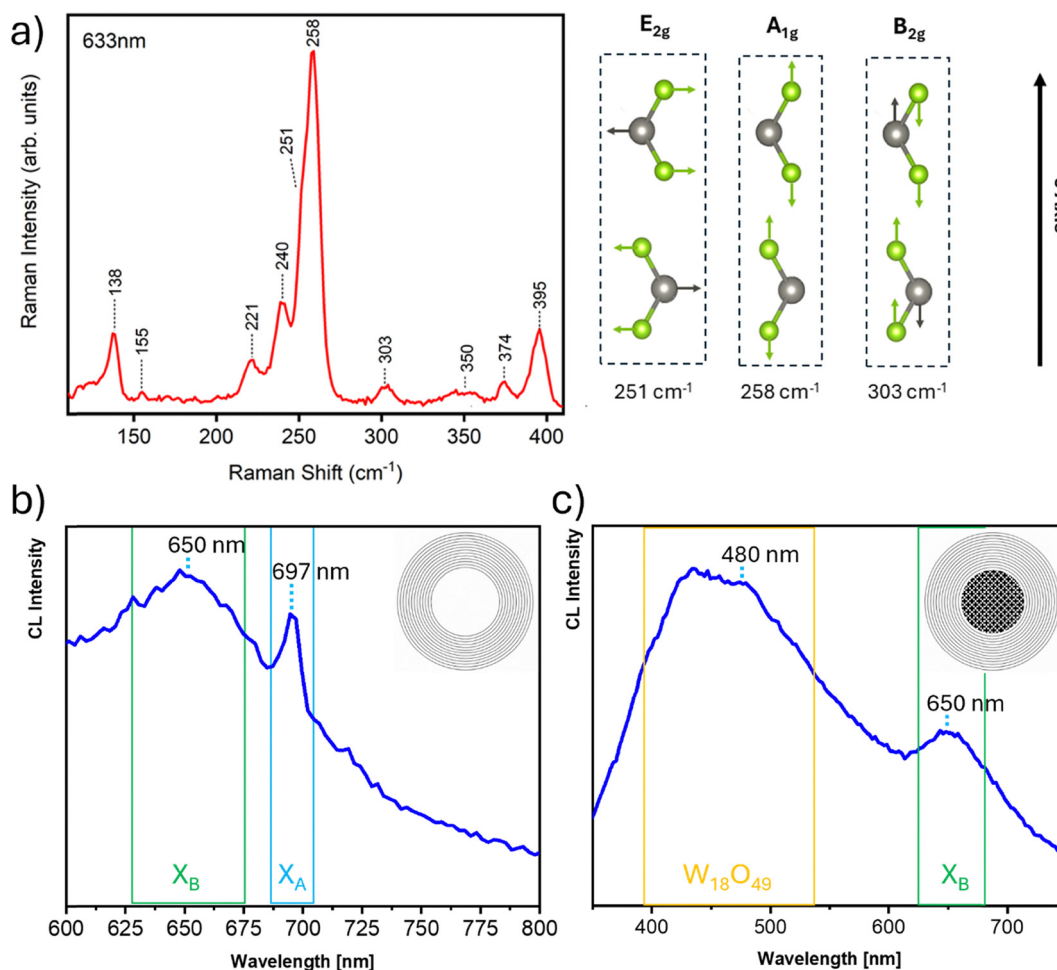 a)
633nm
Raman Intensity (arb. units)
138
155
221
240
251
258
303
350
374
395
150 200 250 300 350 400
Raman Shift (cm⁻¹)
E₂g A₁g B₂g
251 cm⁻¹ 258 cm⁻¹ 303 cm⁻¹
b)
CL Intensity
650 nm
697 nm
X_B X_A
600 625 650 675 700 725 750 775 800
Wavelength [nm]
c)
CL Intensity
480 nm
650 nm
W₁₈O₄₉ X_B
400 500 600 700
Wavelength [nm]